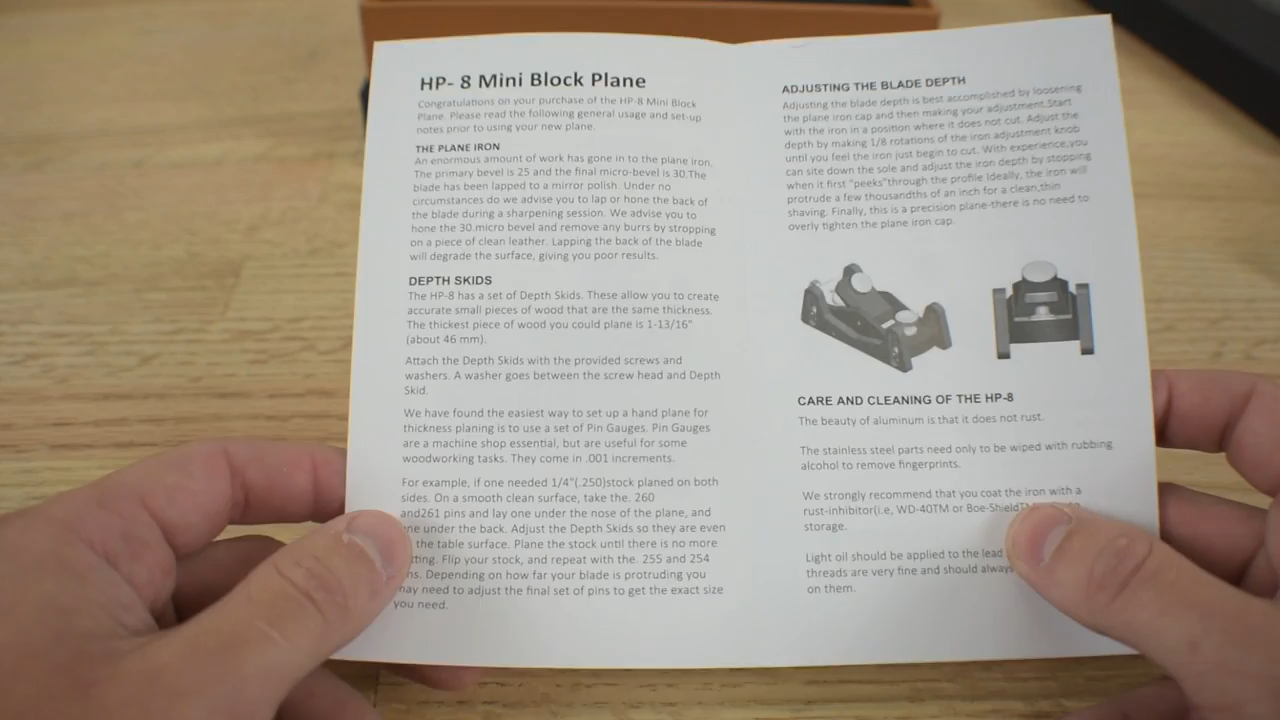 HP- 8 Mini Block Plane
Congratulations on your purchase of the HP-8 Mini Block
Plane. Please read the following general usage and set-up
notes prior to using your new plane.
THE PLANE IRON
An enormous amount of work has gone in to the plane iron.
The primary bevel is 25 and the final micro-bevel is 30.The
blade has been lapped to a mirror polish. Under no
circumstances do we advise you to lap or hone the back of
the blade during a sharpening session. We advise you to
hone the 30.micro bevel and remove any burrs by stropping
on a piece of clean leather. Lapping the back of the blade
will degrade the surface, giving you poor results.
DEPTH SKIDS
The HP-8 has a set of Depth Skids. These allow you to create
accurate small pieces of wood that are the same thickness.
The thickest piece of wood you could plane is 1-13/16"
(about 46 mm).
Attach the Depth Skids with the provided screws and
washers. A washer goes between the screw head and Depth
Skid.
We have found the easiest way to set up a hand plane for
thickness planing is to use a set of Pin Gauges. Pin Gauges
are a machine shop essential, but are useful for some
woodworking tasks. They come in .001 increments.
For example, if one needed 1/4"(.250)stock planed on both
sides. On a smooth clean surface, take the. 260
and261 pins and lay one under the nose of the plane, and
under the back. Adjust the Depth Skids so they are even
the table surface. Plane the stock until there is no more
Flip your stock, and repeat with the. 255 and 254
Depending on how far your blade is protruding you
may need to adjust the final set of pins to get the exact size
you need.
ADJUSTING THE BLADE DEPTH
Adjusting the blade depth is best accomplished by loosening
the plane iron cap and then making your adjustment.Start
with the iron in a position where it does not cut. Adjust the
depth by making 1/8 rotations of the iron adjustment knob
until you feel the iron just begin to cut. With experience,you
can site down the sole and adjust the iron depth by stopping
when it first "peeks"through the profile Ideally, the iron will
protrude a few thousandths of an inch for a clean,thin
shaving. Finally, this is a precision plane-there is no need to
overly tighten the plane iron cap.
CARE AND CLEANING OF THE HP-8
The beauty of aluminum is that it does not rust.
The stainless steel parts need only to be wiped with rubbing
alcohol to remove fingerprints.
We strongly recommend that you coat the iron with a
rust-inhibitor(i.e, WD-40TM or Boe-ShieldTM
storage.
Light oil should be applied to the lead
threads are very fine and should always
on them.